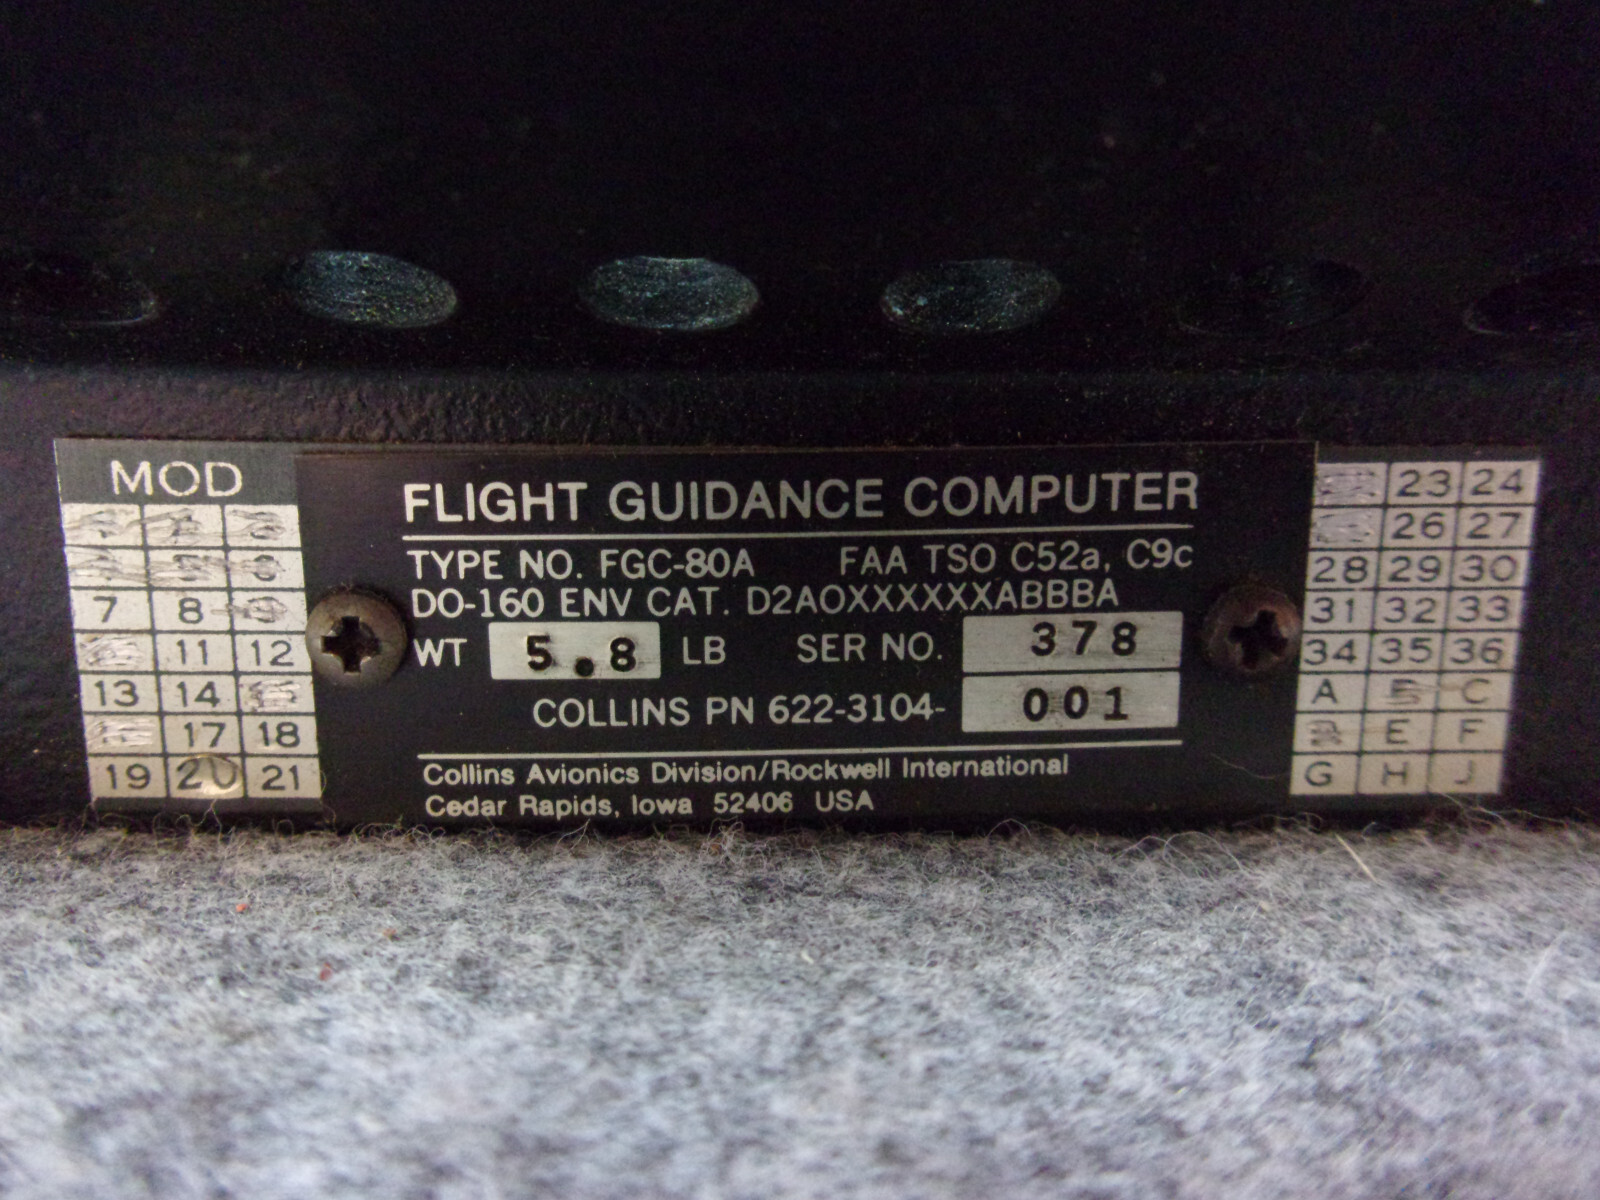 MOD
7 8
11 12
13 14
17 18
19 20 21
FLIGHT GUIDANCE COMPUTER
TYPE NO. FGC-80A FAA TSO C52a, C9c
DO-160 ENV CAT. D2AOXXXXXXABBBA
WT 5.8 LB SER NO. 378
COLLINS PN 622-3104-001
Collins Avionics Division/Rockwell International
Cedar Rapids, Iowa 52406 USA
23 24
26 27
28 29 30
31 32 33
34 35 36
A B C
E F
G H J